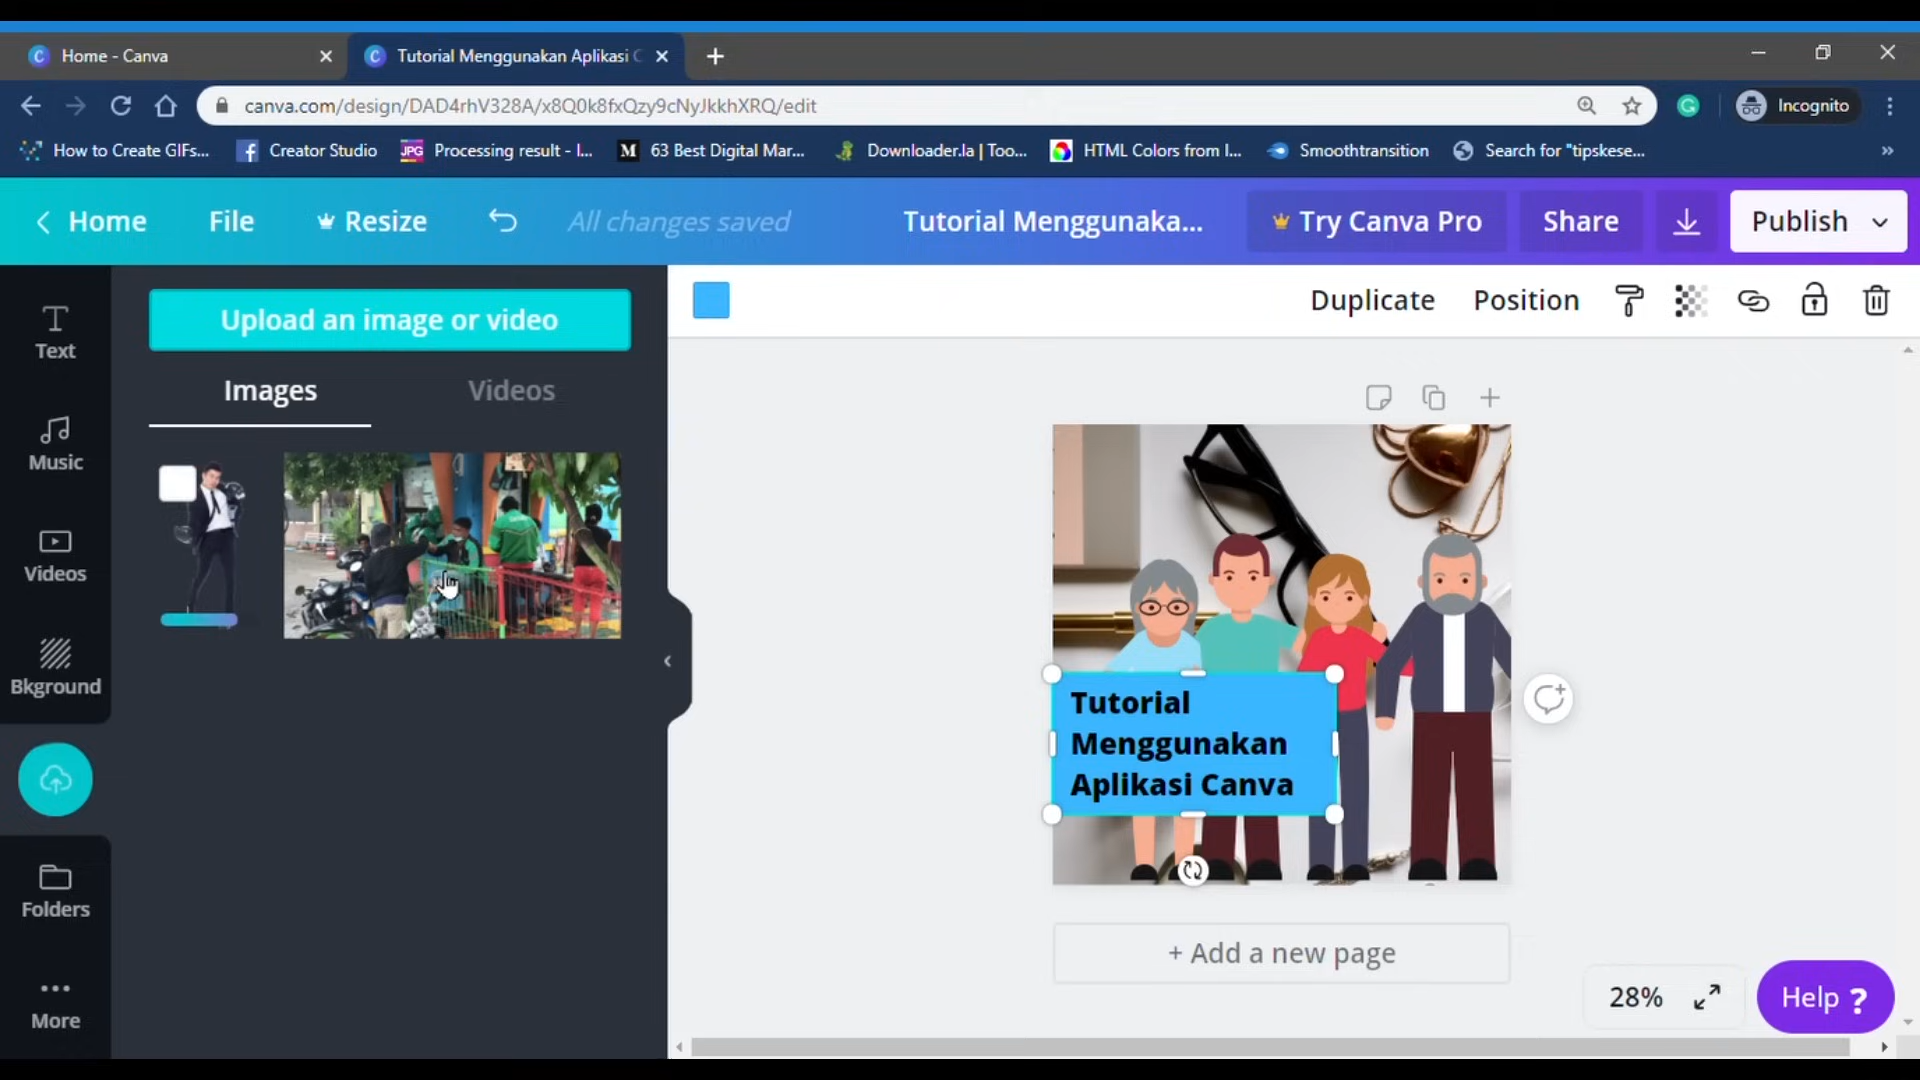 Home - Canva
Tutorial Menggunakan Aplikasi C
canva.com/design/DAD4rhV328A/x8Q0k8fxQzy9cNyJkkhXRQ/edit
Incognito
How to Create GIFs...
Creator Studio
JPG
Processing result - I...
M
63 Best Digital Mar...
Downloader.la | Too...
HTML Colors from I...
Smoothtransition
Search for "tipskese...
»
Home
File
Resize
All changes saved
Tutorial Menggunaka...
Try Canva Pro
Share
Publish
Text
Music
Videos
Bkground
Folders
More
Upload an image or video
Images
Videos
Duplicate
Position
Tutorial
Menggunakan
Aplikasi Canva
+ Add a new page
28%
Help ?